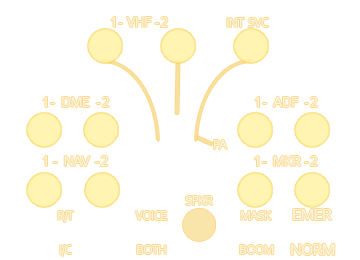 1- VHF -2 INT SVC
1- DME -2 1- ADF -2
PA
1- NAV -2 1- MKR -2
SPKR
R/T VOICE MASK EMER
I/C BOTH BOOM NORM